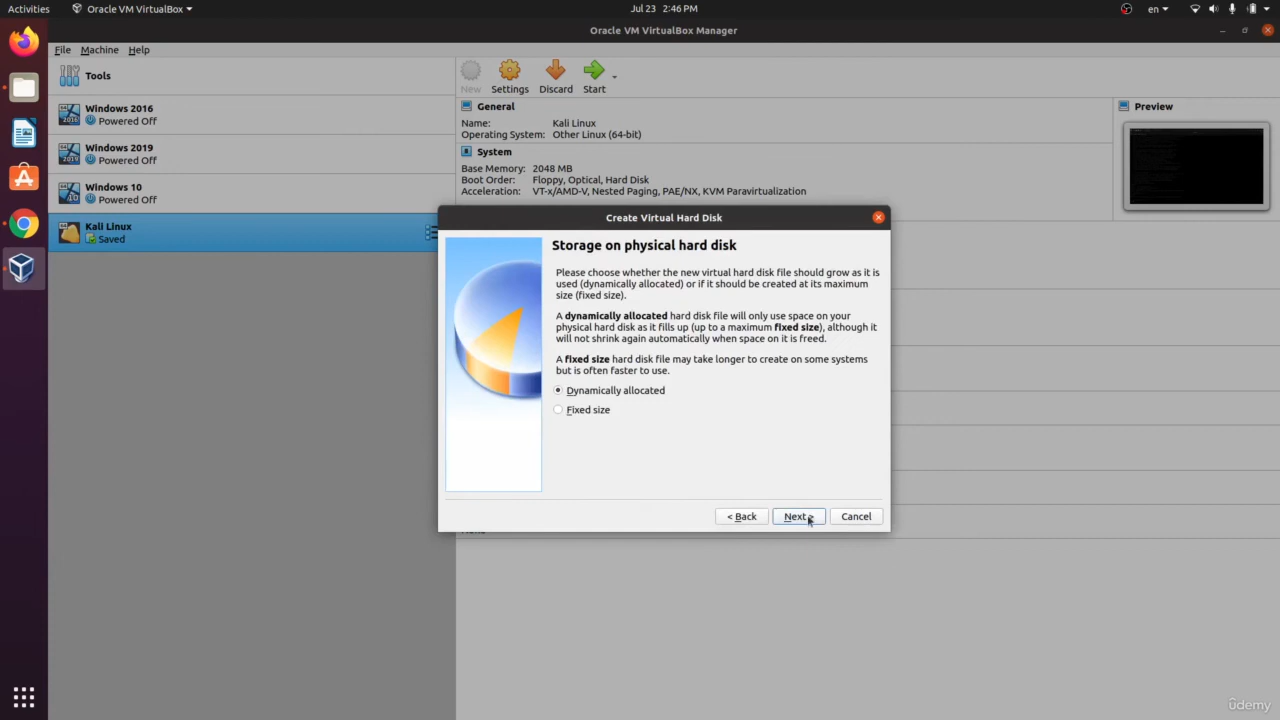 Activities
Oracle VM VirtualBox
Jul 23 2:46 PM
en
Oracle VM VirtualBox Manager
File Machine Help
Tools
New
Settings
Discard
Start
Windows 2016
Powered Off
Windows 2019
Powered Off
Windows 10
Powered Off
Kali Linux
Saved
General
Name: Kali Linux
Operating System: Other Linux (64-bit)
System
Base Memory: 2048 MB
Boot Order: Floppy, Optical, Hard Disk
Acceleration: VT-x/AMD-V, Nested Paging, PAE/NX, KVM Paravirtualization
Preview
Create Virtual Hard Disk
Storage on physical hard disk
Please choose whether the new virtual hard disk file should grow as it is
used (dynamically allocated) or if it should be created at its maximum
size (fixed size).
A dynamically allocated hard disk file will only use space on your
physical hard disk as it fills up (up to a maximum fixed size), although it
will not shrink again automatically when space on it is freed.
A fixed size hard disk file may take longer to create on some systems
but is often faster to use.
Dynamically allocated
Fixed size
< Back
Next >
Cancel
udemy